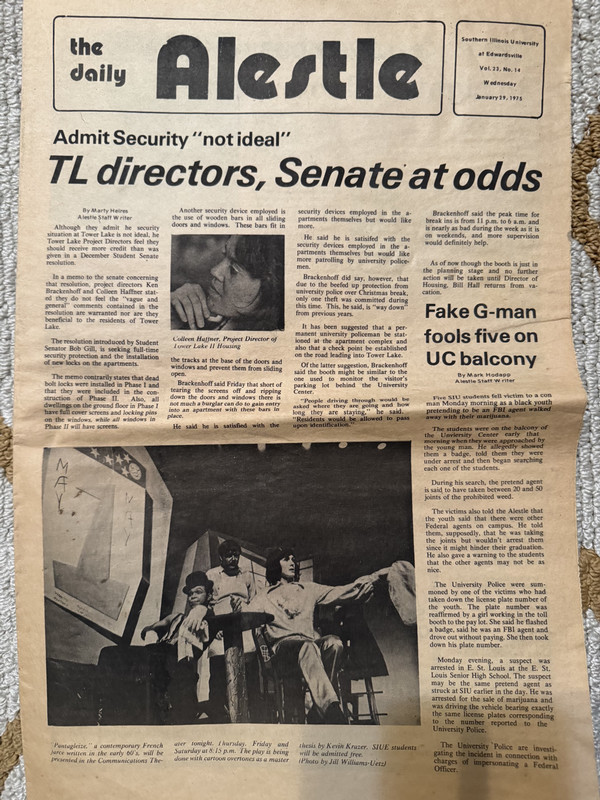 the
daily
Alestle
Southern Illinois University
at Edwardsville
Vol. 23, No. 14
Wednesday
January 29, 1975
Admit Security "not ideal"
TL directors, Senate at odds
By Marty Helms
Alestle Staff Writer
Although they admit he security
situation at Tower Lake is not ideal, he
Tower Lake Project Directors feel they
should receive more credit than was
given in a December Student Senate
resolution.
In a memo to the senate concerning
that resolution, project directors Ken
Brackenhoff and Colleen Haffner stat-
ed they do not feel the "vague and
general" comments contained in the
resolution are warranted nor are they
beneficial to the residents of Tower
Lake.
The resolution introduced by Student
Senator Bob Gill, is seeking full-time
security protection and the installation
of new locks on the apartments.
The memo contrarily states that dead
bolt locks were installed in Phase I and
that they were included in the con-
struction of Phase II. Also, all
dwellings on the ground floor in Phase I
have full cover screens and locking pins
on the windows, while all windows in
Phase II will have screens.
Another security device employed is
the use of wooden bars in all sliding
doors and windows. These bars fit in
Colleen Haffner, Project Director of
Tower Lake II Housing
the tracks at the base of the doors and
windows and prevent them from sliding
open.
Brackenhoff said Friday that short of
tearing the screens off and ripping
down the doors and windows there is
not much a burglar can do to gain entry
into an apartment with these bars in
place.
He said he is satisfied with the
security devices employed in the a-
partments themselves but would like
more.
He said he is satisifed with the
security devices employed in the a-
partments themselves but would like
more patrolling by university police-
men.
Brackenhoff did say, however, that
due to the beefed up protection from
university police over Christmas break,
only one theft was committed during
this time. This, he said, is "way down"
from previous years.
It has been suggested that a per-
manent university policeman be stat-
ioned at the apartment complex and
also that a check point be established
on the road leading into Tower Lake.
Of the latter suggestion, Brackenhoff
said the booth might be similar to the
one used to monitor the visitor's
parking lot behind the University
Center.
"People driving through would be
asked where they are going and how
long they are staying," he said.
"Residents would be allowed to pass
upon identification."
Brackenhoff said the peak time for
break ins is from 11 p.m. to 6 a.m. and
is nearly as bad during the week as it is
on weekends, and more supervision
would definitely help.
As of now though the booth is just in
the planning stage and no further
action will be taken until Director of
Housing, Bill Hall returns from va-
cation.
Fake G-man
fools five on
UC balcony
By Mark Hodapp
Alestle Staff Writer
Five SIU students fell victim to a con
man Monday morning as a black youth
pretending to be an FBI agent walked
away with their marijuana.
The students were on the balcony of
the University Center early that
morning when they were approached by
the young man. He allegedly showed
them a badge, told them they were
under arrest and then began searching
each one of the students.
During his search, the pretend agent
is said to have taken between 20 and 50
joints of the prohibited weed.
The victims also told the Alestle that
the youth said that there were other
Federal agents on campus. He told
them, supposedly, that he was taking
the joints but wouldn't arrest them
since it might hinder their graduation.
He also gave a warning to the students
that the other agents may not be as
nice.
The University Police were sum-
moned by one of the victims who had
taken down the license plate number of
the youth. The plate number was
reaffirmed by a girl working in the toll
booth to the pay lot. She said he flashed
a badge, said he was an FBI agent and
drove out without paying. She then took
down his plate number.
Monday evening, a suspect was
arrested in E. St. Louis at the E. St.
Louis Senior High School. The suspect
may be the same pretend agent as
struck at SIU earlier in the day. He was
arrested for the sale of marijuana and
was driving the vehicle bearing exactly
the same license plates corresponding
to the number reported to the
University Police.
The University Police are investi-
gating the incident in connection with
charges of impersonating a Federal
Officer.
MAY
"Pantagleize," a contemporary French
farce written in the early 60's, will be
presented in the Communications The-
ater tonight, Thursday, Friday and
Saturday at 8:15 p.m. The play is being
done with cartoon overtones as a master
thesis by Kevin Krazer. SIUE students
will be admitted free.
(Photo by Jill Williams-Uetz)